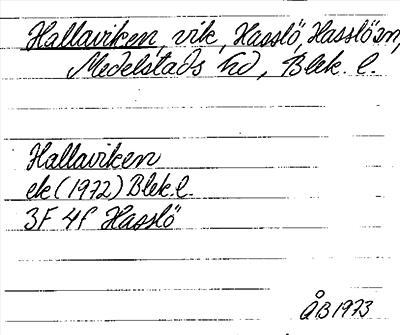 Hallaviken, vik, Hasslö, Hasslö sn,
Medelstads hd, Blek. l.
Hallaviken
ek (1972) Blek. l.
3F 4f Hasslö
ÅB 1973